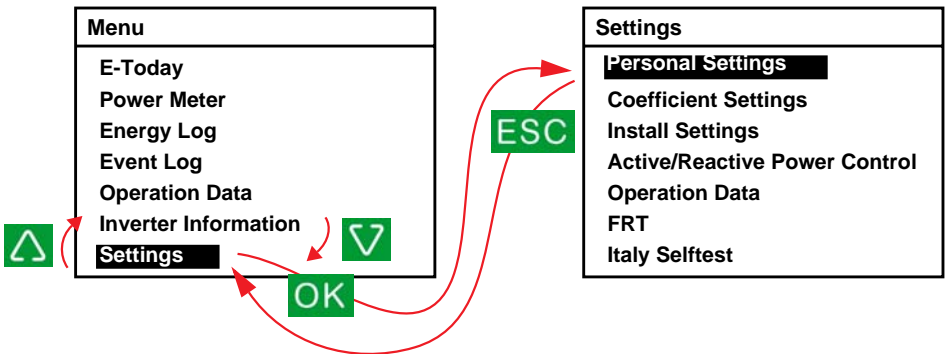 Menu
E-Today
Power Meter
Energy Log
Event Log
Operation Data
Inverter Information
Settings
OK
ESC
Settings
Personal Settings
Coefficient Settings
Install Settings
Active/Reactive Power Control
Operation Data
FRT
Italy Selftest